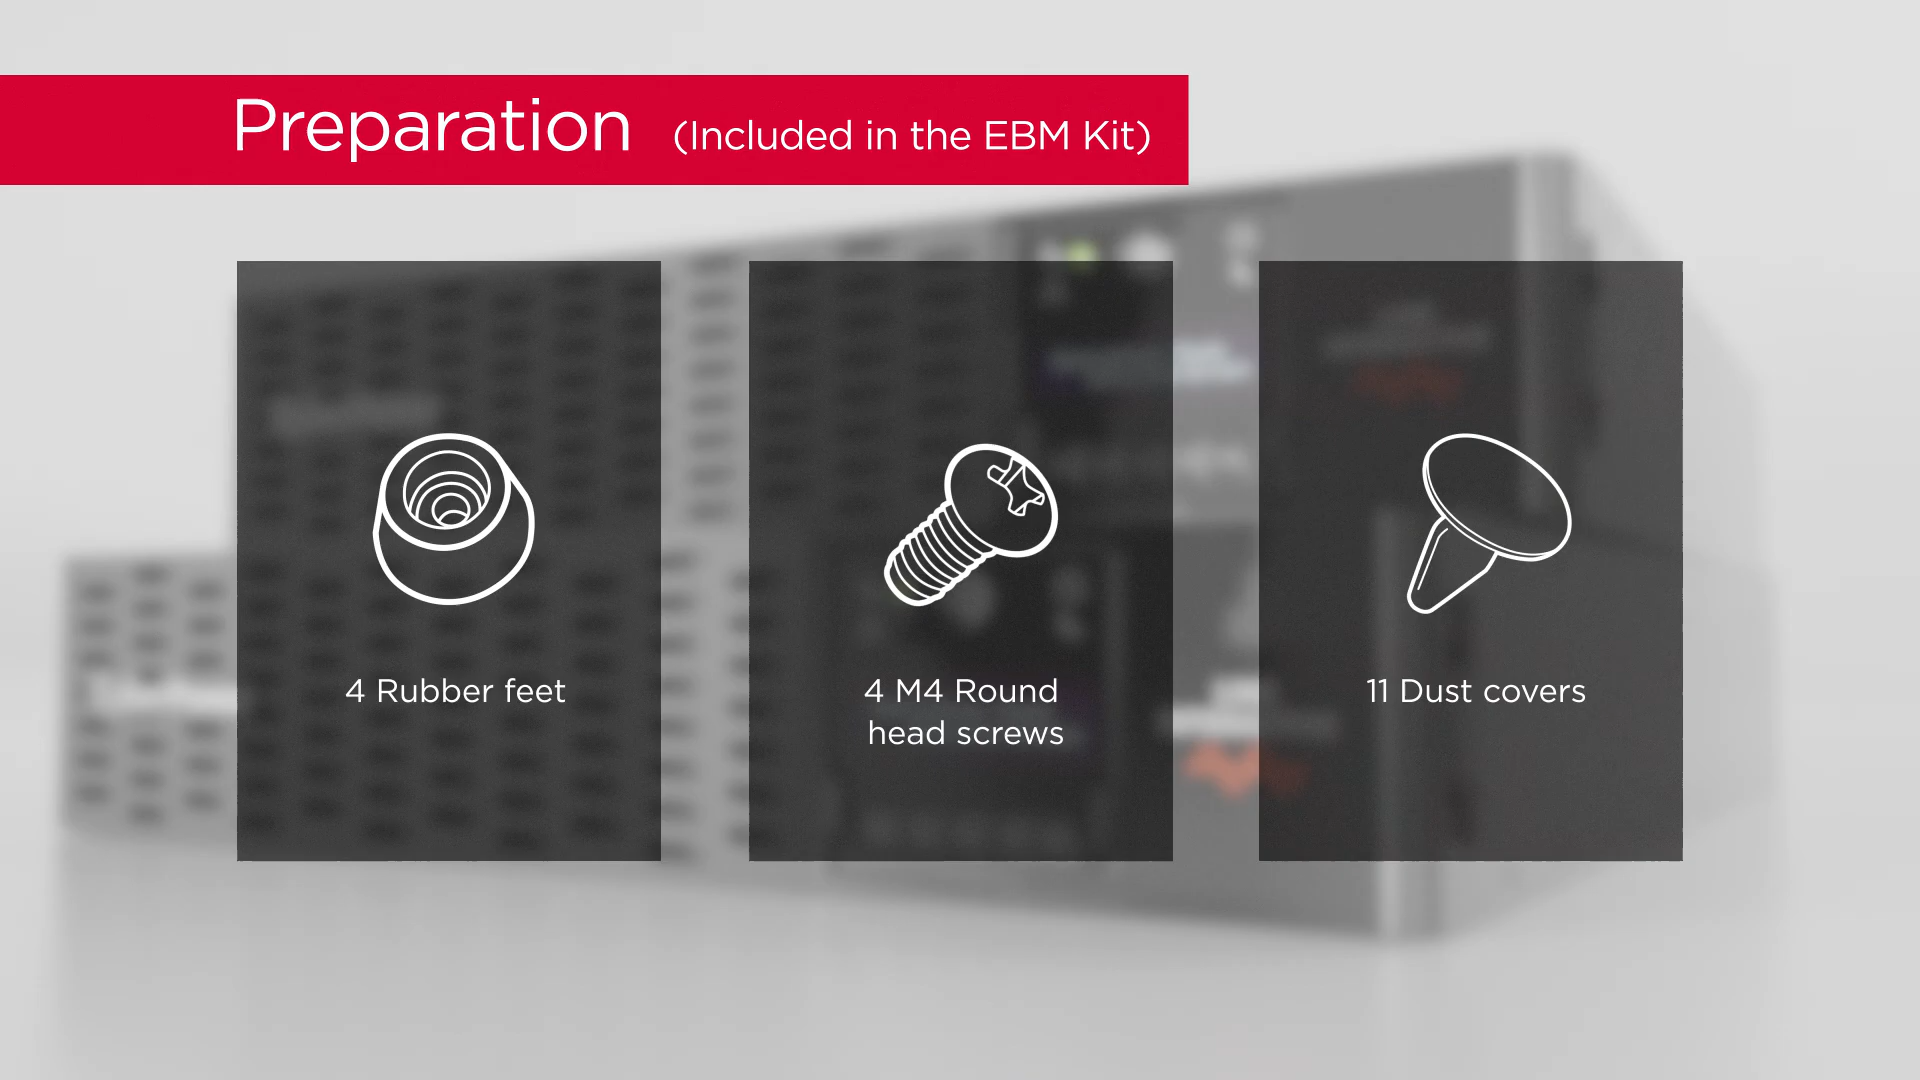 Preparation (Included in the EBM Kit)
4 Rubber feet
4 M4 Round
head screws
11 Dust covers